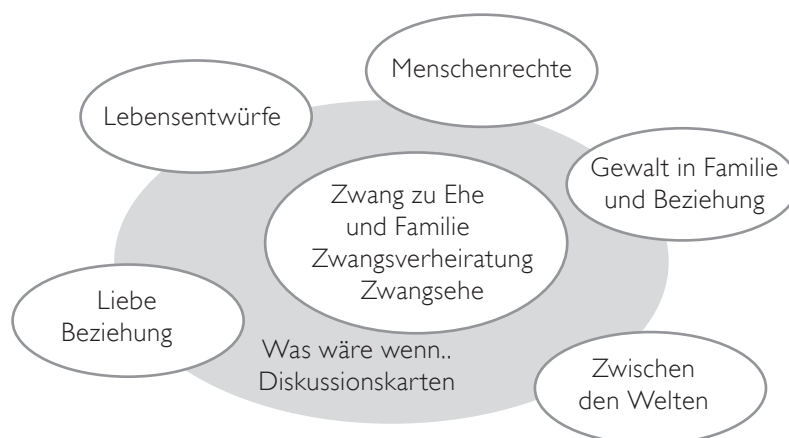 Menschenrechte
Lebensentwürfe
Gewalt in Familie
und Beziehung
Zwang zu Ehe
und Familie
Zwangsverheiratung
Zwangsehe
Liebe
Beziehung
Was wäre wenn..
Diskussionskarten
Zwischen
den Welten